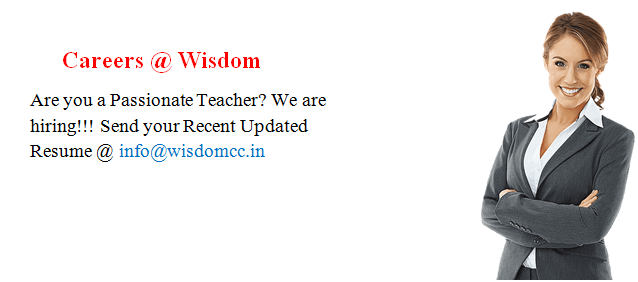 Careers @ Wisdom
Are you a Passionate Teacher? We are
hiring!!! Send your Recent Updated
Resume @ info@wisdomcc.in